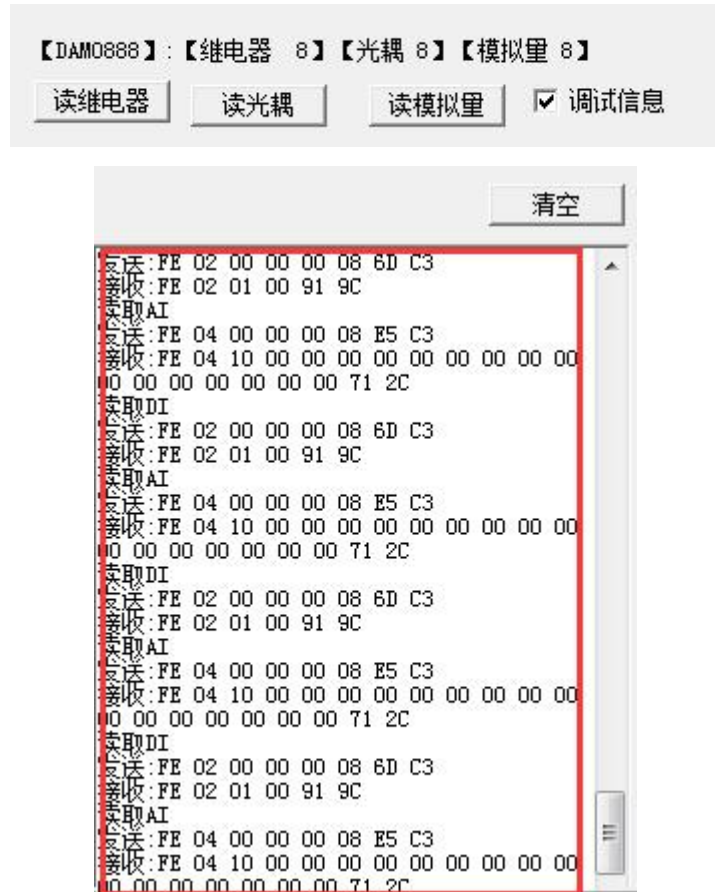 【DAM0888】:【继电器 8】【光耦 8】【模拟量 8】
读继电器 读光耦 读模拟量 调试信息
清空
发送:FE 02 00 00 00 08 6D C3
接收:FE 02 01 00 91 9C
读取AI
发送:FE 04 00 00 00 08 E5 C3
接收:FE 04 10 00 00 00 00 00 00 00 00 00
00 00 00 00 00 00 00 71 2C
读取DI
发送:FE 02 00 00 00 08 6D C3
接收:FE 02 01 00 91 9C
读取AI
发送:FE 04 00 00 00 08 E5 C3
接收:FE 04 10 00 00 00 00 00 00 00 00 00
00 00 00 00 00 00 00 71 2C
读取DI
发送:FE 02 00 00 00 08 6D C3
接收:FE 02 01 00 91 9C
读取AI
发送:FE 04 00 00 00 08 E5 C3
接收:FE 04 10 00 00 00 00 00 00 00 00 00
00 00 00 00 00 00 00 71 2C
读取DI
发送:FE 02 00 00 00 08 6D C3
接收:FE 02 01 00 91 9C
读取AI
发送:FE 04 00 00 00 08 E5 C3
接收:FE 04 10 00 00 00 00 00 00 00 00 00
00 00 00 00 00 00 00 71 2C